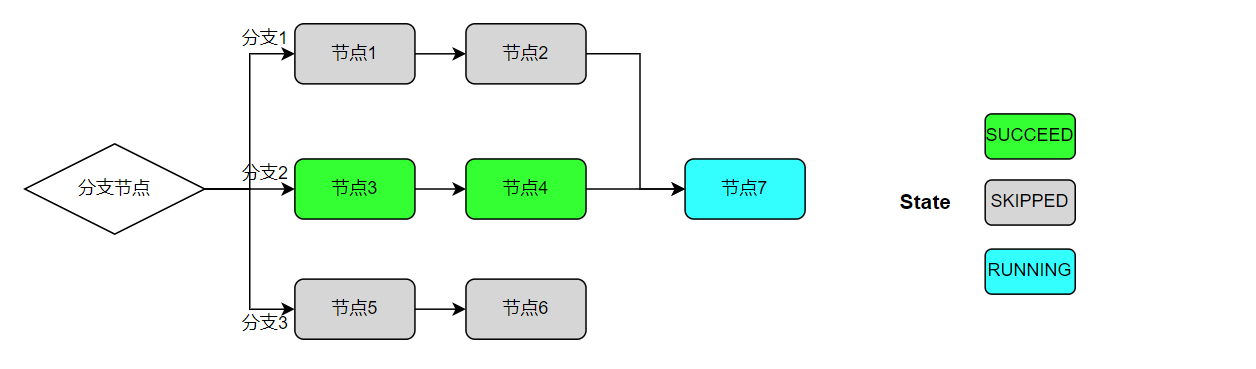 分支1
节点1
节点2
分支节点
分支2
节点3
节点4
节点7
分支3
节点5
节点6
State
SUCCEED
SKIPPED
RUNNING